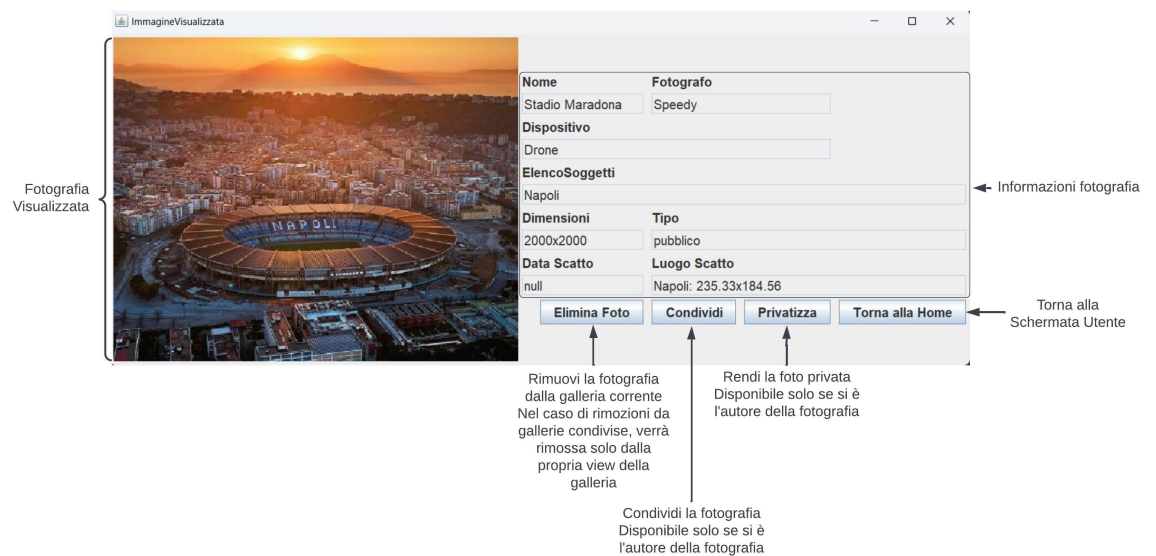 ImmagineVisualizzata
Fotografia
Visualizzata
NAPOLI
Nome Fotografo
Stadio Maradona Speedy
Dispositivo
Drone
ElencoSoggetti
Napoli
Dimensioni Tipo
2000x2000 pubblico
Data Scatto Luogo Scatto
null Napoli: 235.33x184.56
Elimina Foto Condividi Privatizza Torna alla Home
Informazioni fotografia
Torna alla
Schermata Utente
Rimuovi la fotografia
dalla galleria corrente
Nel caso di rimozioni da
gallerie condivise, verrà
rimossa solo dalla
propria view della
galleria
Condividi la fotografia
Disponibile solo se si è
l'autore della fotografia
Rendi la foto privata
Disponibile solo se si è
l'autore della fotografia